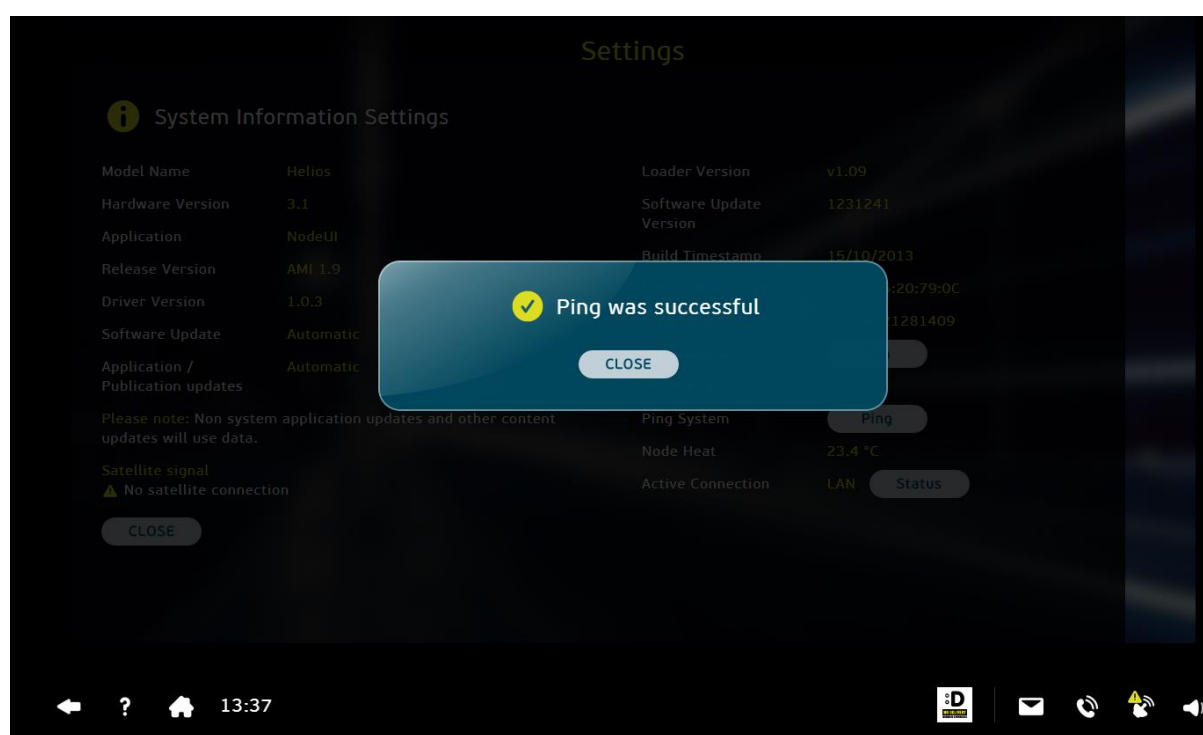 Settings
System Information Settings
Model Name Helios
Hardware Version 3.1
Application NodeUI
Release Version AMI 1.9
Driver Version 1.0.3
Software Update Automatic
Application / Automatic
Publication updates
Please note: Non system application updates and other content
updates will use data.
Satellite signal
No satellite connection
CLOSE
Loader Version v1.09
Software Update 1231241
Version
Build Timestamp 15/10/2013
:20:79:0C
1281409
Ping System Ping
Node Heat 23.4 °C
Active Connection LAN Status
Ping was successful
CLOSE
? 13:37
:D